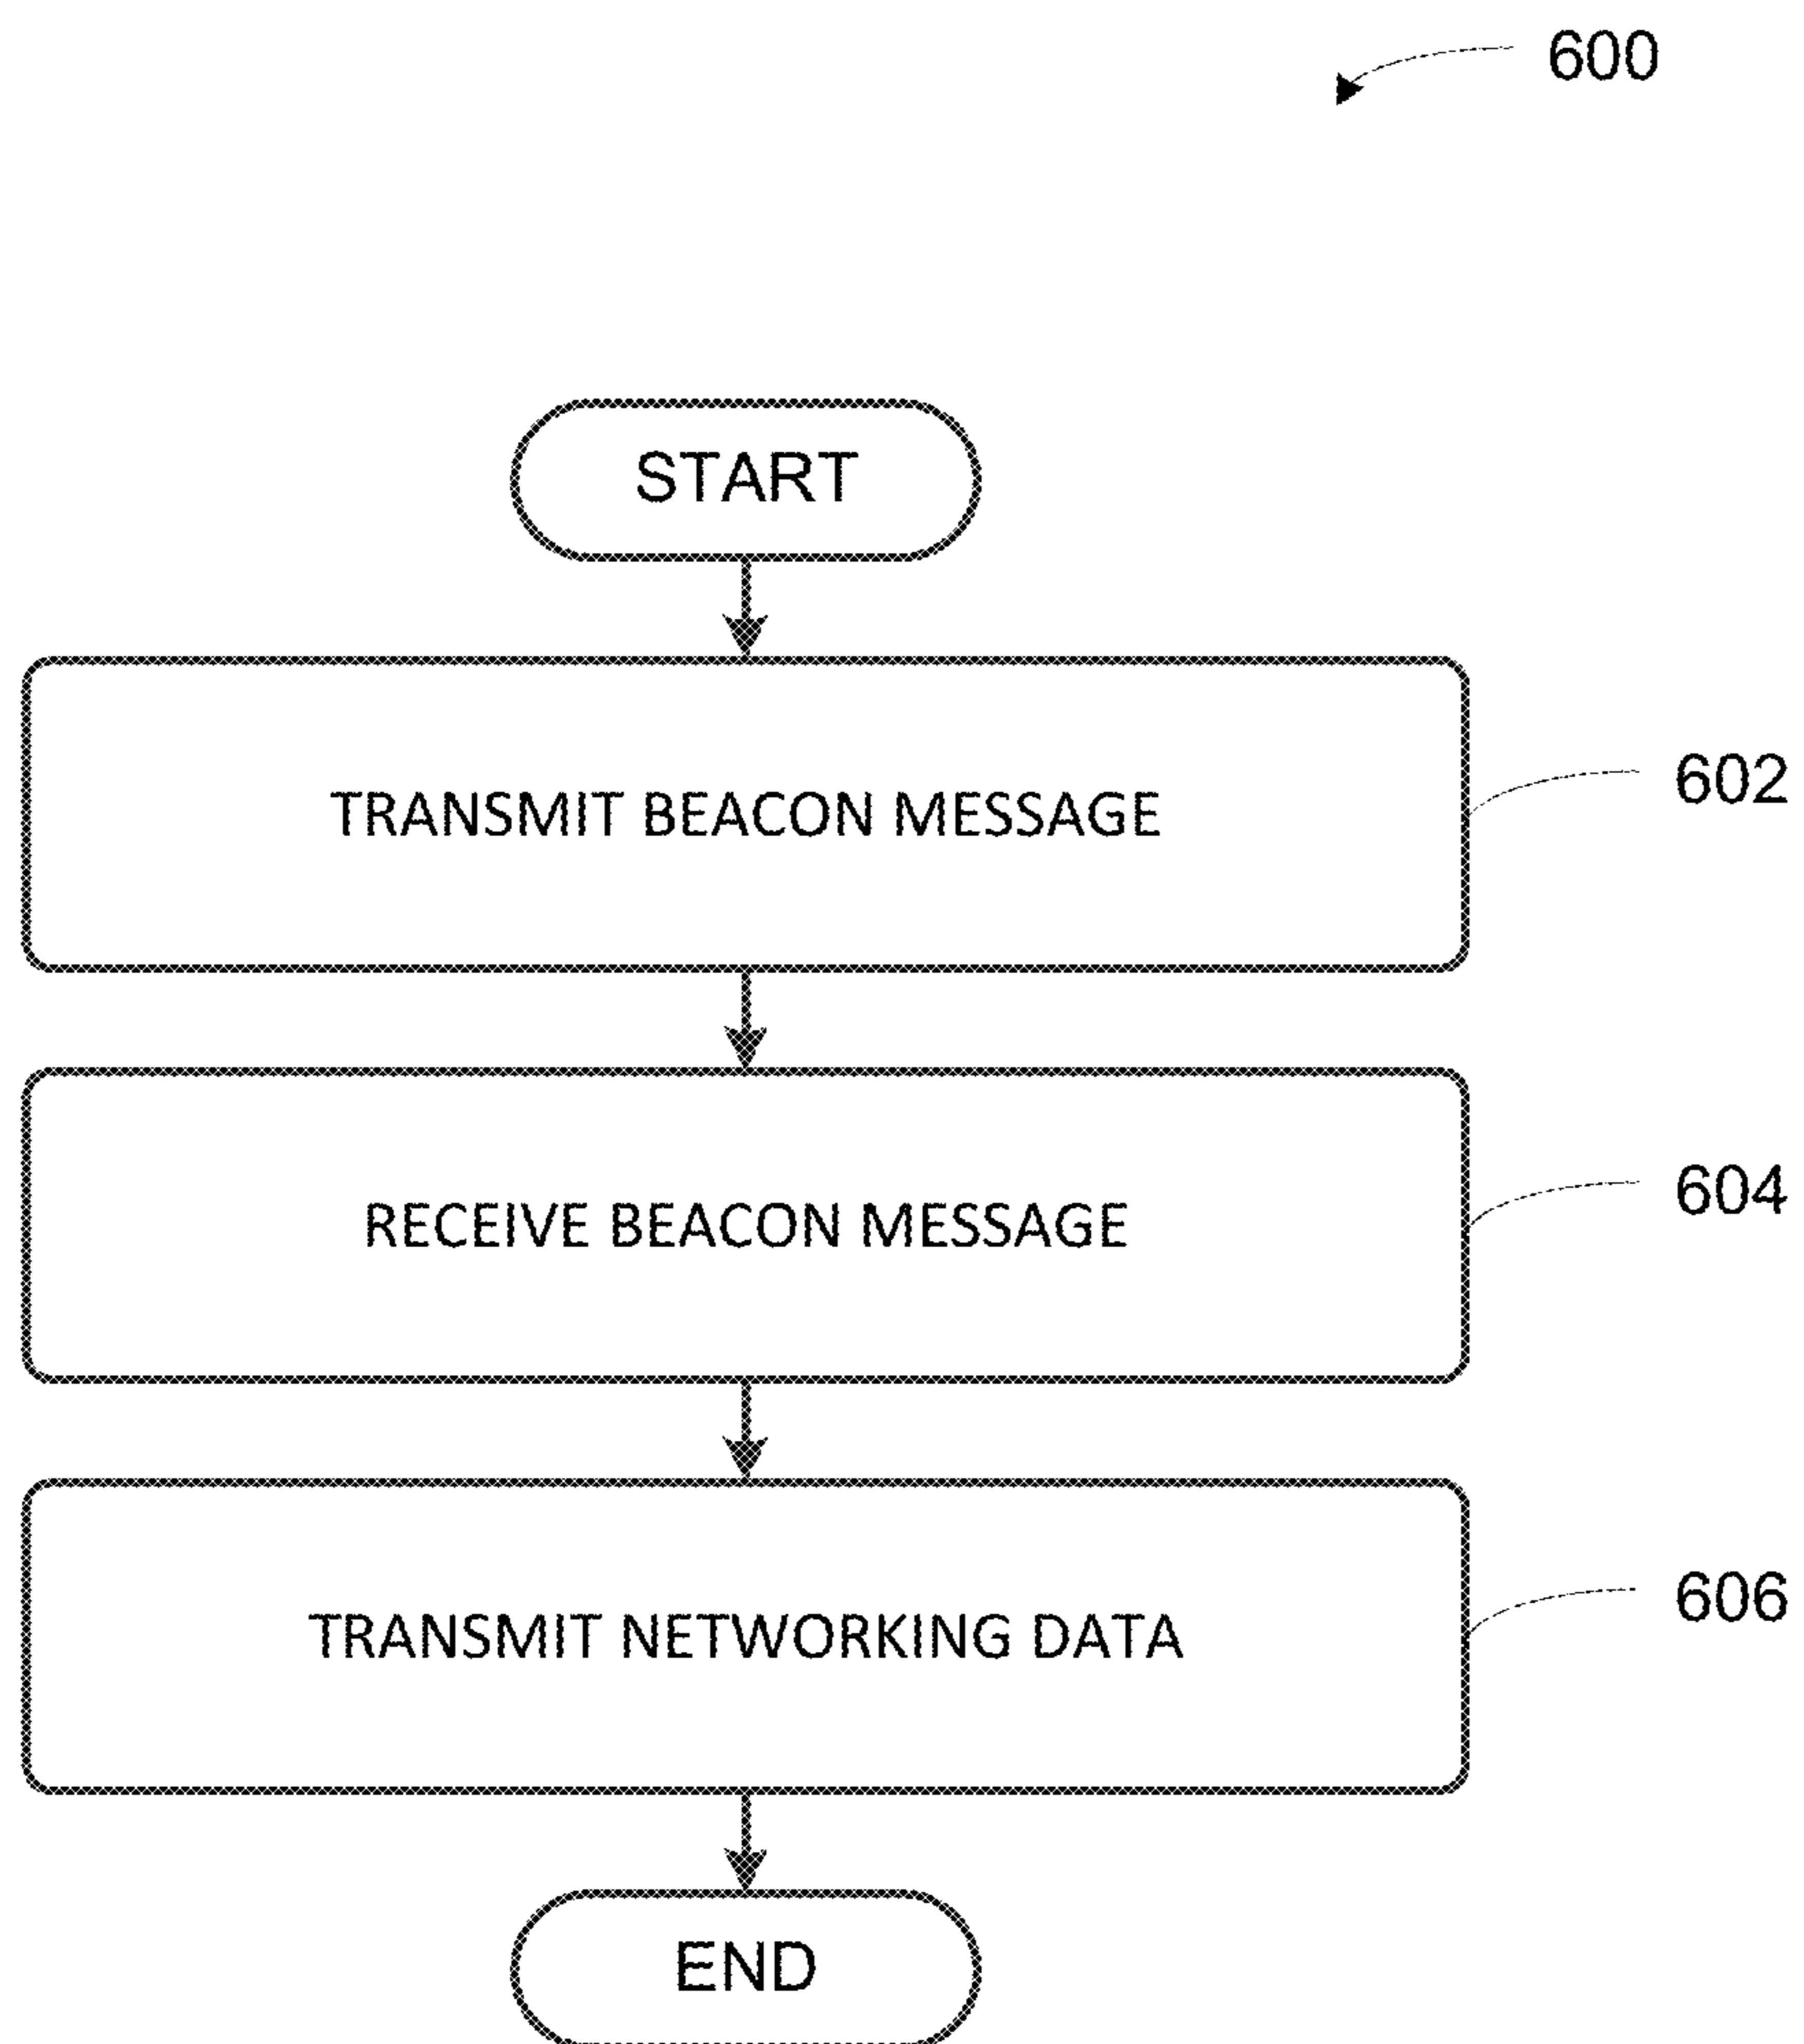 600
START
TRANSMIT BEACON MESSAGE
602
RECEIVE BEACON MESSAGE
604
TRANSMIT NETWORKING DATA
606
END